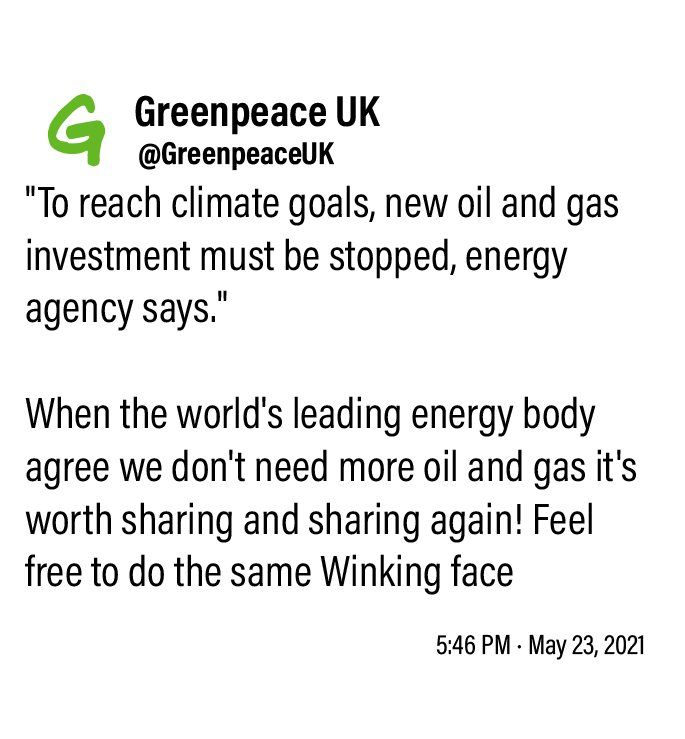 Greenpeace UK
@GreenpeaceUK
"To reach climate goals, new oil and gas
investment must be stopped, energy
agency says."
When the world's leading energy body
agree we don't need more oil and gas it's
worth sharing and sharing again! Feel
free to do the same Winking face
5:46 PM · May 23, 2021